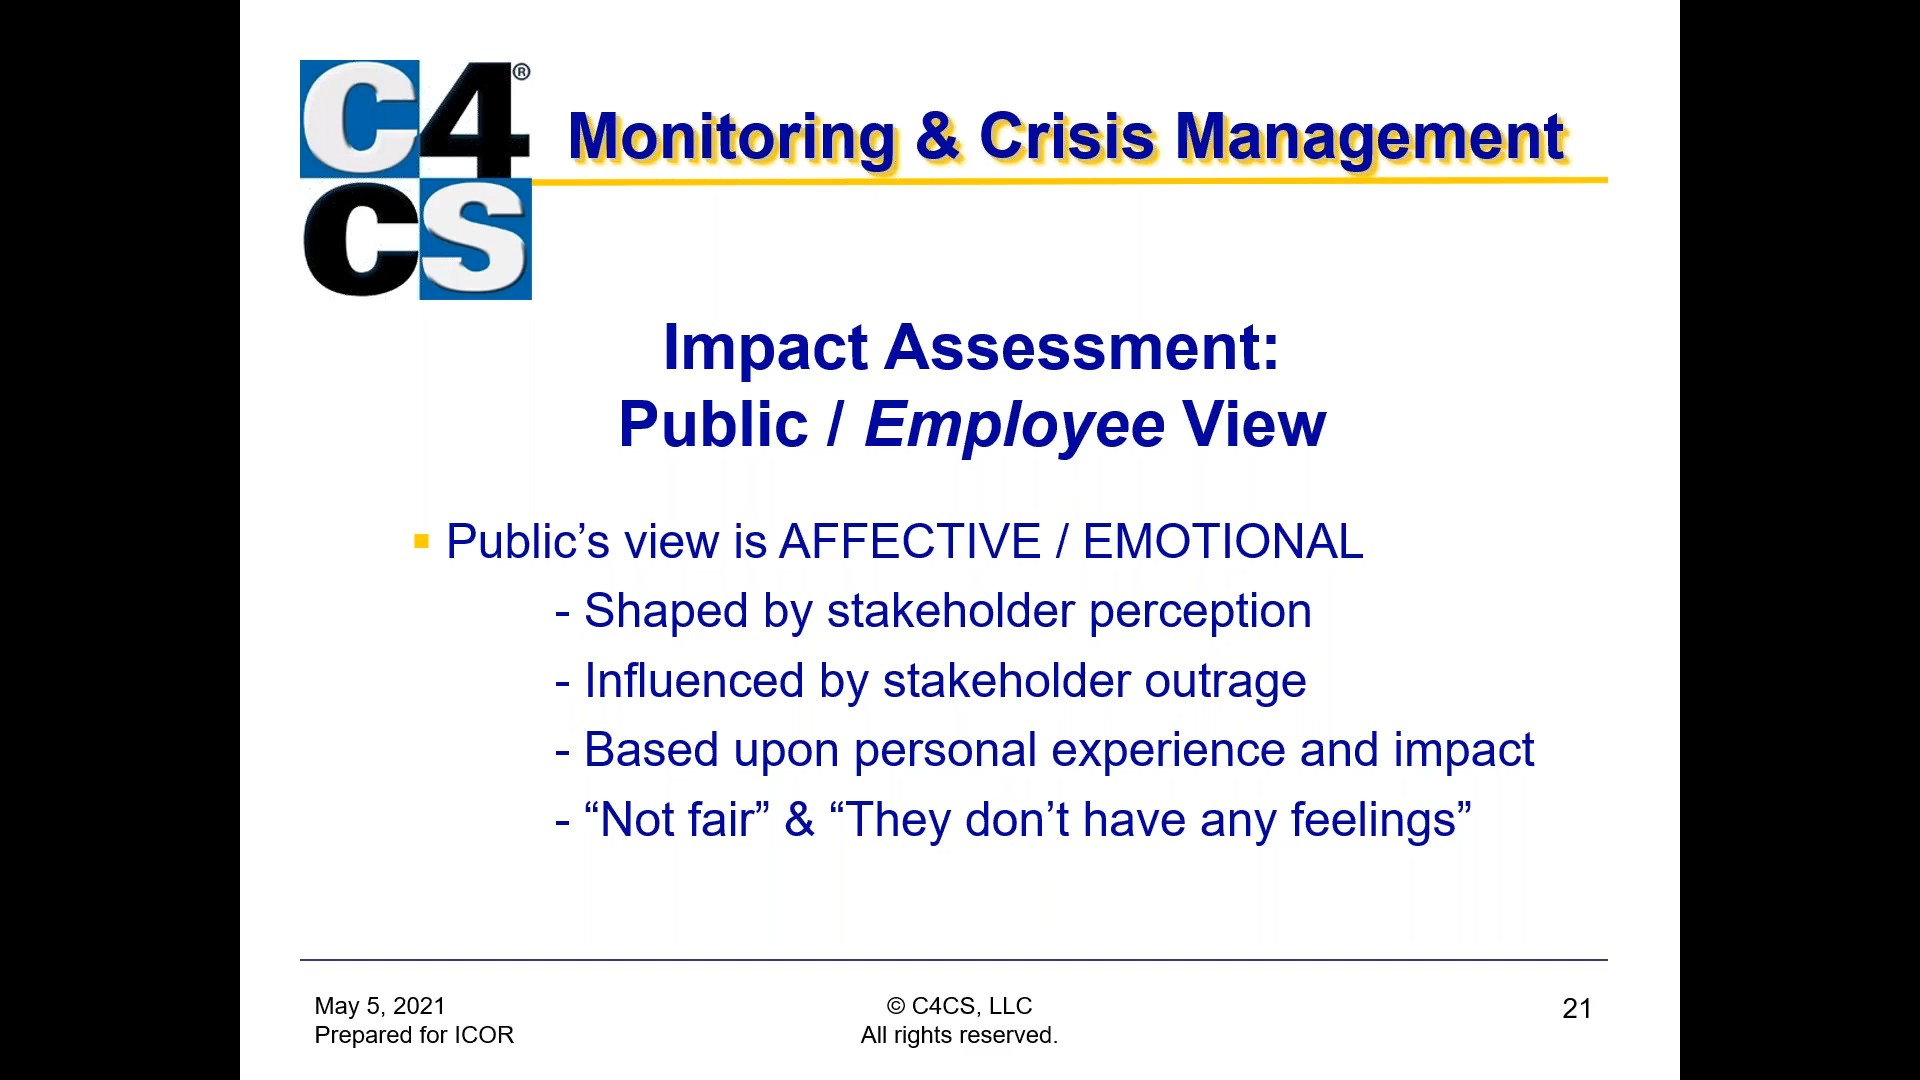 C4®
CS
Monitoring & Crisis Management
Impact Assessment:
Public / Employee View
▪ Public’s view is AFFECTIVE / EMOTIONAL
- Shaped by stakeholder perception
- Influenced by stakeholder outrage
- Based upon personal experience and impact
- “Not fair” & “They don’t have any feelings”
May 5, 2021
Prepared for ICOR
© C4CS, LLC
All rights reserved.
21